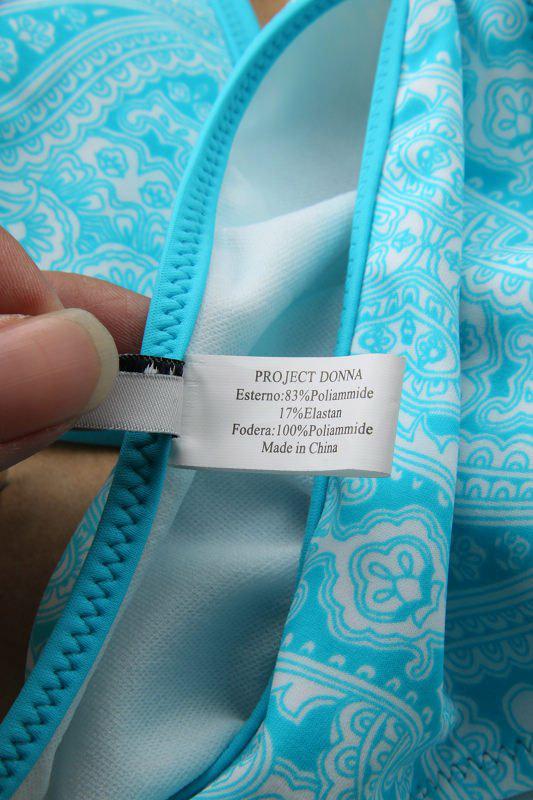 PROJECT DONNA
Esterno:83%Poliammide
17%Elastan
Fodera:100%Poliammide
Made in China